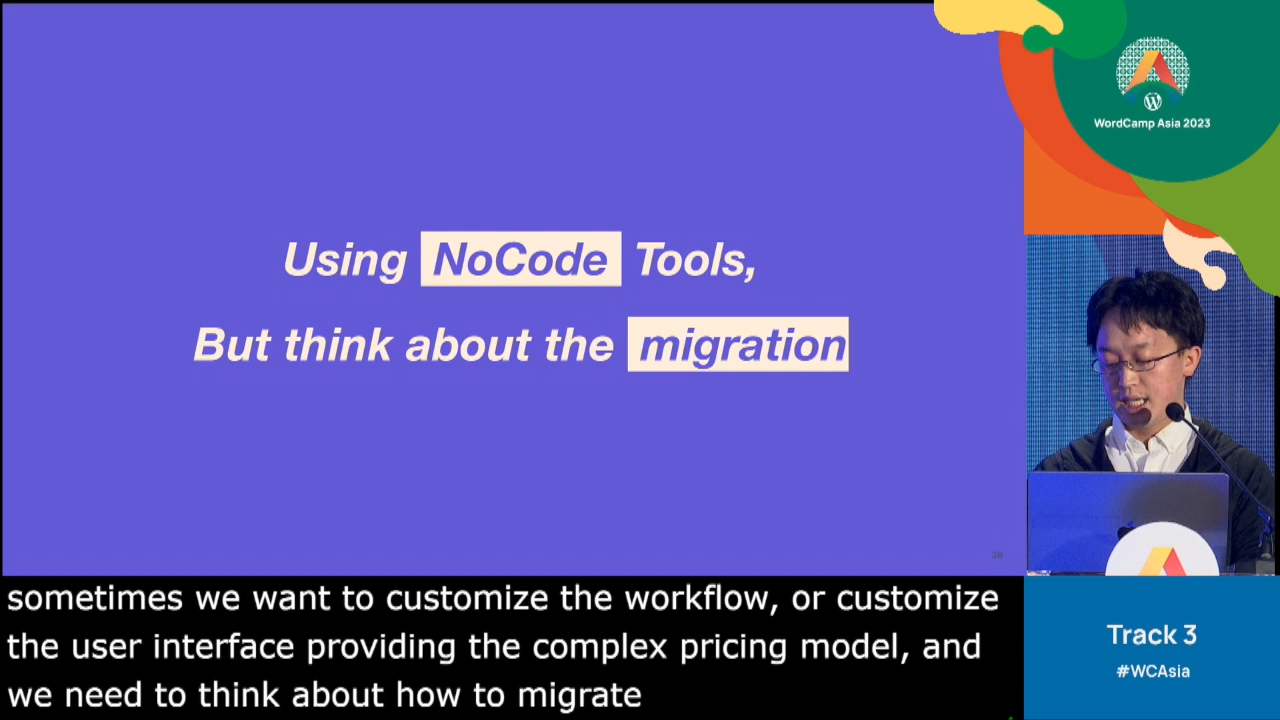 Using NoCode Tools,
But think about the migration
38
WordCamp Asia 2023
sometimes we want to customize the workflow, or customize
the user interface providing the complex pricing model, and
we need to think about how to migrate
Track 3
#WCAsia